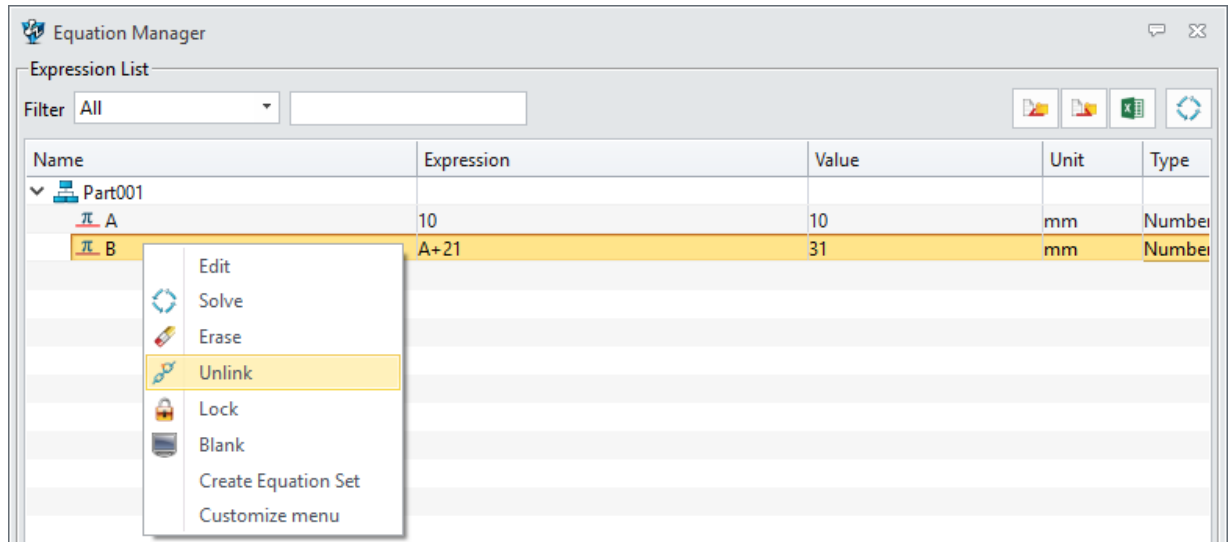 Equation Manager
Expression List
Filter All
Name Expression Value Unit Type
Part001
π A 10 10 mm Number
π B A+21 31 mm Number
Edit
Solve
Erase
Unlink
Lock
Blank
Create Equation Set
Customize menu